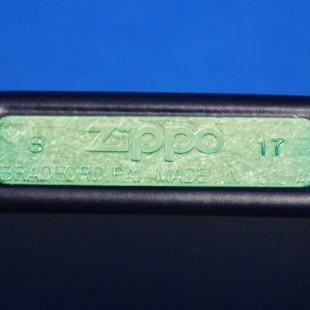 B Zippo 17
BRADFORD, PA. MADE IN U.S.A.